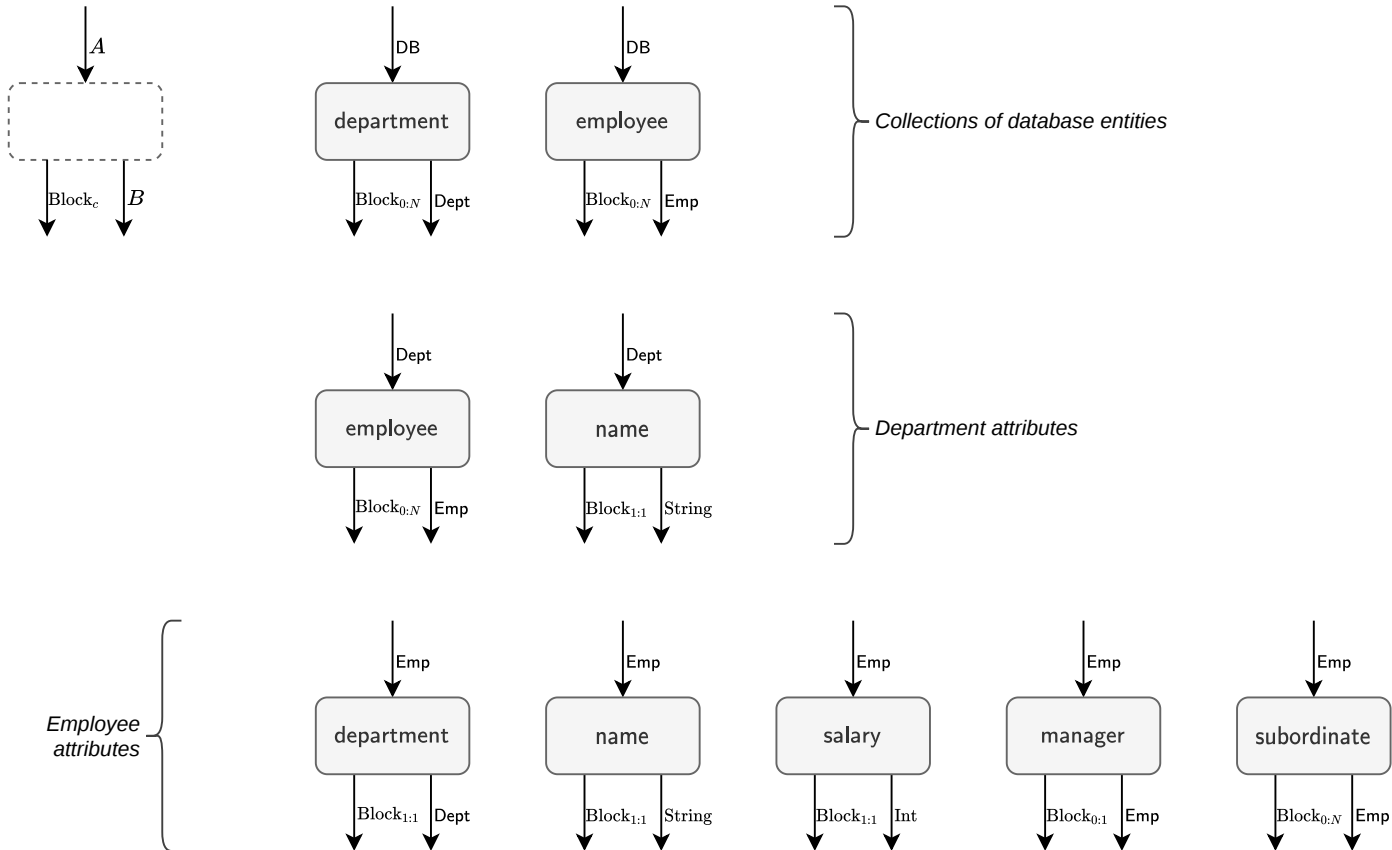 A
DB
DB
department
employee
Collections of database entities
Block_c
B
Block_{0:N}
Dept
Block_{0:N}
Emp
Dept
Dept
employee
name
Department attributes
Block_{0:N}
Emp
Block_{1:1}
String
Emp
Emp
Emp
Emp
Emp
Employee
attributes
department
name
salary
manager
subordinate
Block_{1:1}
Dept
Block_{1:1}
String
Block_{1:1}
Int
Block_{0:1}
Emp
Block_{0:N}
Emp